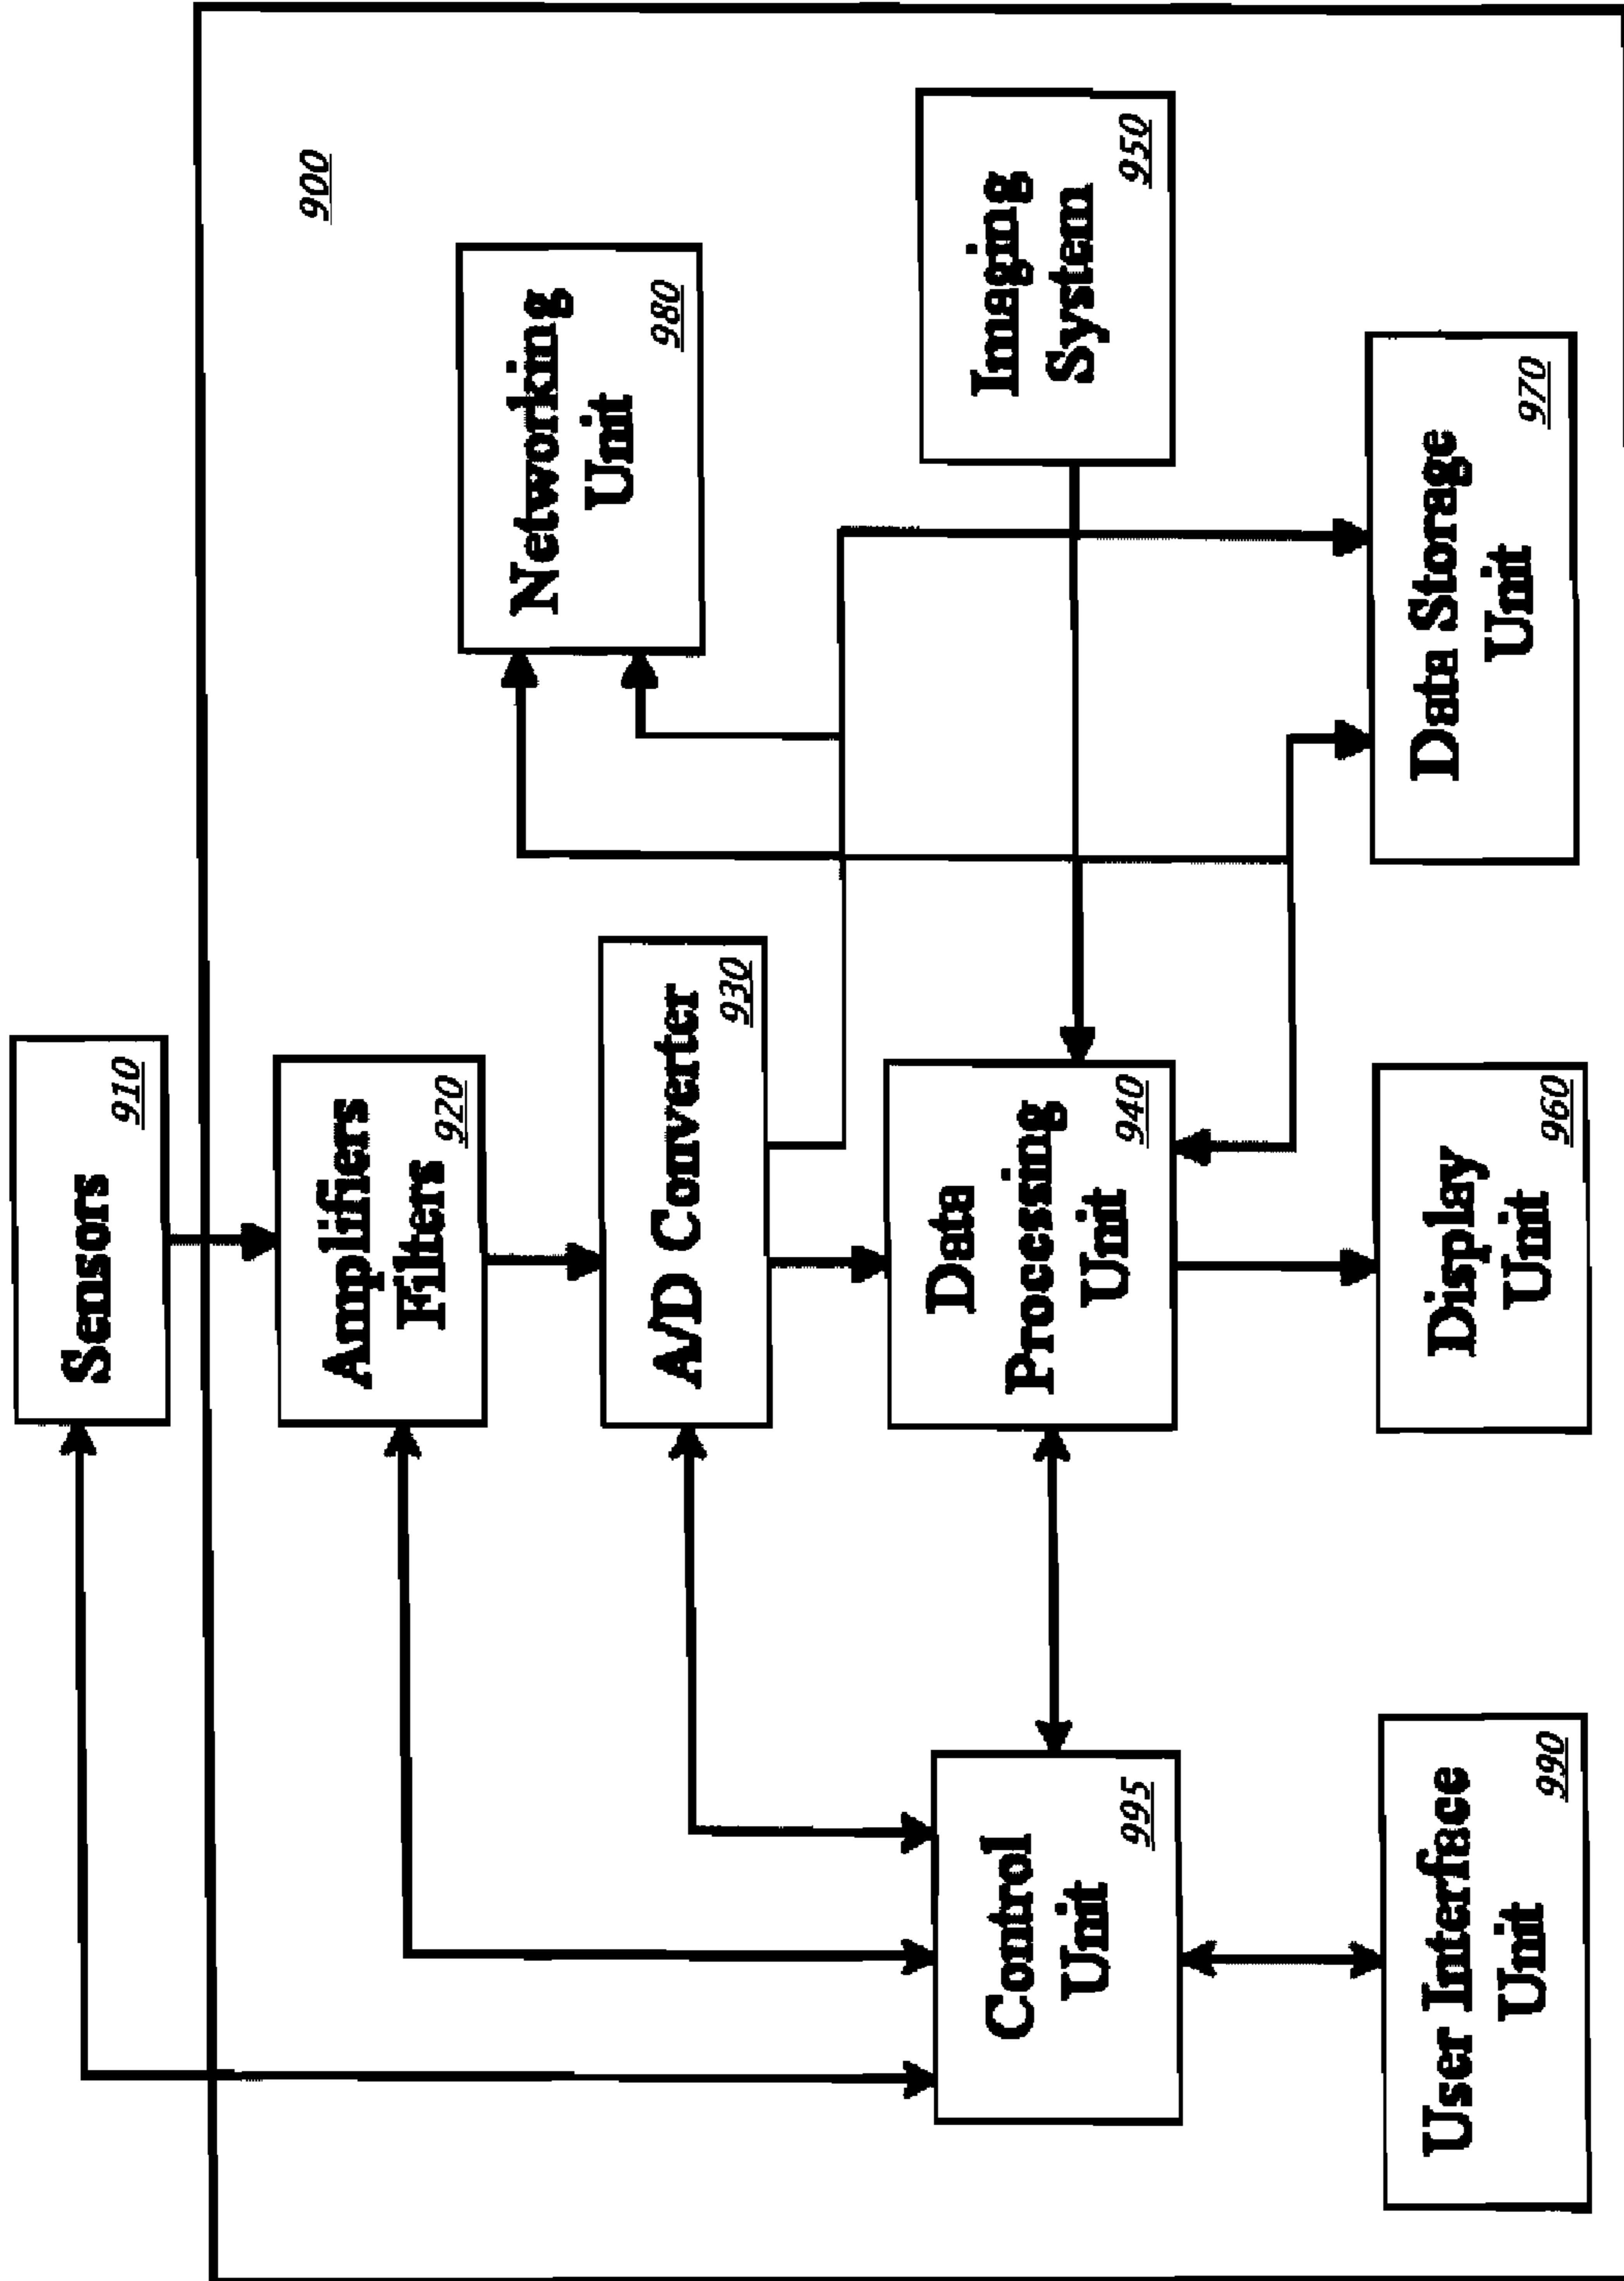 Sensors
910
900
Amplifiers
Filters
920
Networking
Unit
980
A/D Converter
930
Control
Unit
995
Data
Processing
Unit
940
Imaging
System
950
User Interface
Unit
990
Display
Unit
960
Data Storage
Unit
970